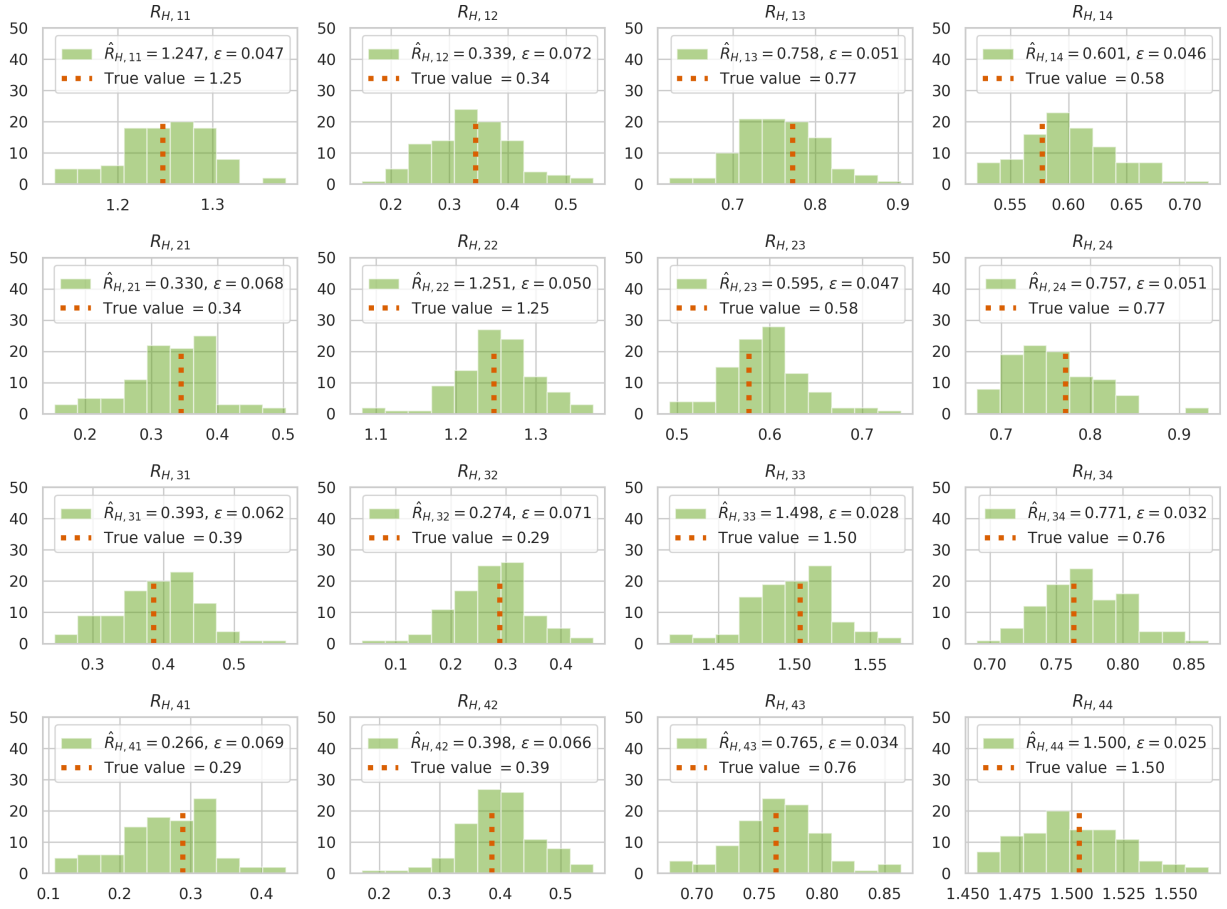 R_{H, 11}
R_{H, 12}
R_{H, 13}
R_{H, 14}
50 50 50 50
R̂_{H, 11} = 1.247, ε = 0.047
R̂_{H, 12} = 0.339, ε = 0.072
R̂_{H, 13} = 0.758, ε = 0.051
R̂_{H, 14} = 0.601, ε = 0.046
40 40 40 40
True value = 1.25
True value = 0.34
True value = 0.77
True value = 0.58
30 30 30 30
20 20 20 20
10 10 10 10
0 0 0 0
1.2 1.3
0.2 0.3 0.4 0.5
0.7 0.8 0.9
0.55 0.60 0.65 0.70
R_{H, 21}
R_{H, 22}
R_{H, 23}
R_{H, 24}
50 50 50 50
R̂_{H, 21} = 0.330, ε = 0.068
R̂_{H, 22} = 1.251, ε = 0.050
R̂_{H, 23} = 0.595, ε = 0.047
R̂_{H, 24} = 0.757, ε = 0.051
40 40 40 40
True value = 0.34
True value = 1.25
True value = 0.58
True value = 0.77
30 30 30 30
20 20 20 20
10 10 10 10
0 0 0 0
0.2 0.3 0.4 0.5
1.1 1.2 1.3
0.5 0.6 0.7
0.7 0.8 0.9
R_{H, 31}
R_{H, 32}
R_{H, 33}
R_{H, 34}
50 50 50 50
R̂_{H, 31} = 0.393, ε = 0.062
R̂_{H, 32} = 0.274, ε = 0.071
R̂_{H, 33} = 1.498, ε = 0.028
R̂_{H, 34} = 0.771, ε = 0.032
40 40 40 40
True value = 0.39
True value = 0.29
True value = 1.50
True value = 0.76
30 30 30 30
20 20 20 20
10 10 10 10
0 0 0 0
0.3 0.4 0.5
0.1 0.2 0.3 0.4
1.45 1.50 1.55
0.70 0.75 0.80 0.85
R_{H, 41}
R_{H, 42}
R_{H, 43}
R_{H, 44}
50 50 50 50
R̂_{H, 41} = 0.266, ε = 0.069
R̂_{H, 42} = 0.398, ε = 0.066
R̂_{H, 43} = 0.765, ε = 0.034
R̂_{H, 44} = 1.500, ε = 0.025
40 40 40 40
True value = 0.29
True value = 0.39
True value = 0.76
True value = 1.50
30 30 30 30
20 20 20 20
10 10 10 10
0 0 0 0
0.1 0.2 0.3 0.4
0.2 0.3 0.4 0.5
0.70 0.75 0.80 0.85
1.450 1.475 1.500 1.525 1.550